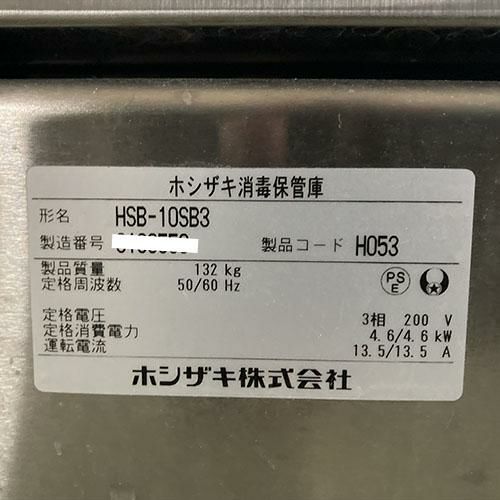 ホシザキ消毒保管庫
形名 HSB-10SB3
製造番号 製品コード H053
製品質量 132 kg
定格周波数 50/60 Hz
PS E
定格電圧 3相 200 V
定格消費電力 4.6/4.6 kW
運転電流 13.5/13.5 A
ホシザキ株式会社